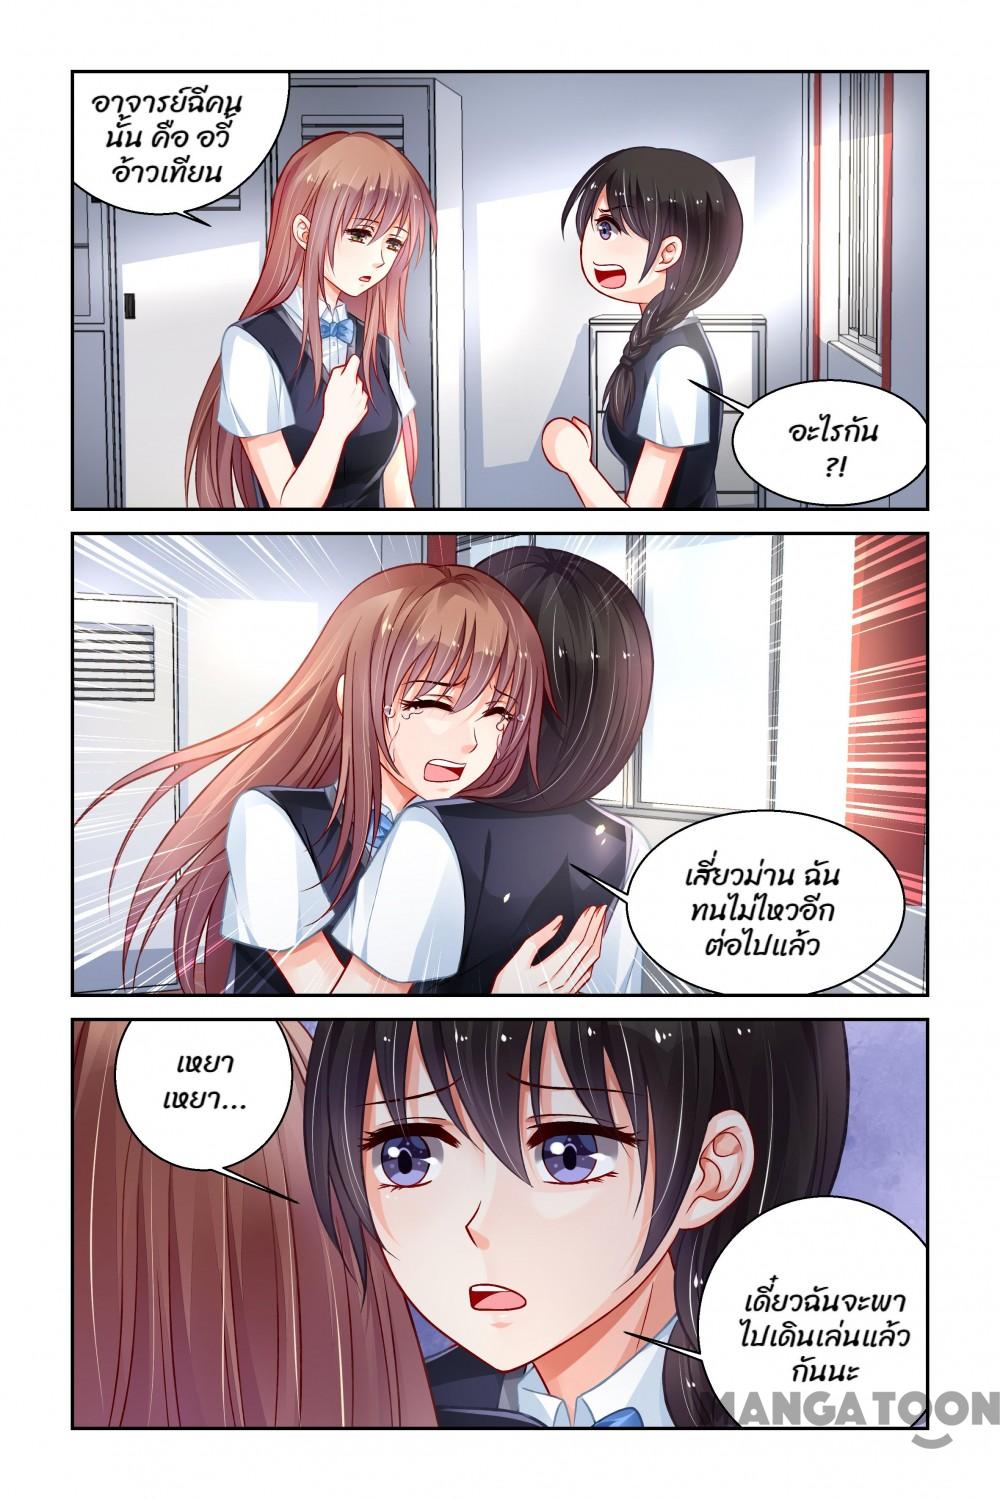 อาจารย์ฉีคน
นั้น คือ อวี้
อ้าวเทียน
อะไรกัน
?!
เสี่ยวม่าน ฉัน
ทนไม่ไหวอีก
ต่อไปแล้ว
เหยา
เหยา...
เดี๋ยวฉันจะพา
ไปเดินเล่นแล้ว
กันนะ
MANGATOON